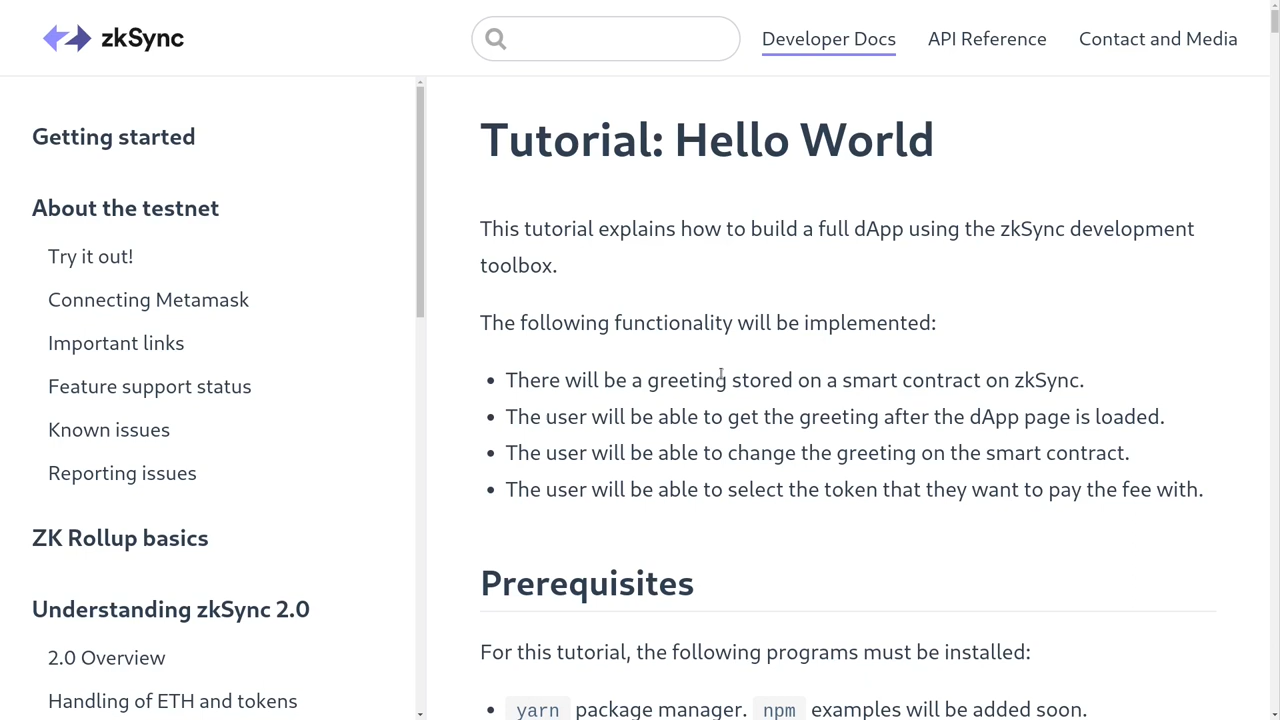 zkSync
Developer Docs
API Reference
Contact and Media
Getting started
About the testnet
Try it out!
Connecting Metamask
Important links
Feature support status
Known issues
Reporting issues
ZK Rollup basics
Understanding zkSync 2.0
2.0 Overview
Handling of ETH and tokens
Tutorial: Hello World
This tutorial explains how to build a full dApp using the zkSync development
toolbox.
The following functionality will be implemented:
• There will be a greeting stored on a smart contract on zkSync.
• The user will be able to get the greeting after the dApp page is loaded.
• The user will be able to change the greeting on the smart contract.
• The user will be able to select the token that they want to pay the fee with.
Prerequisites
For this tutorial, the following programs must be installed:
• yarn package manager. npm examples will be added soon.